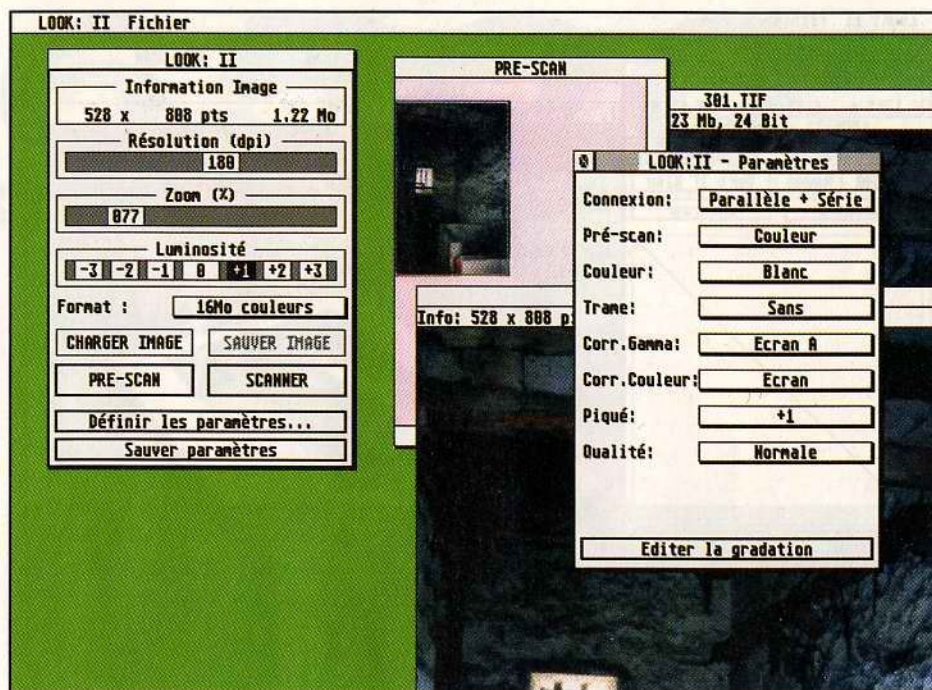 LOOK: II Fichier
LOOK: II
Information Image
528 x 808 pts 1.22 Mo
Résolution (dpi)
180
Zoom (%)
077
Luminosité
-3 -2 -1 0 +1 +2 +3
Format : 16Mo couleurs
CHARGER IMAGE SAUVER IMAGE
PRE-SCAN SCANNER
Définir les paramètres...
Sauver paramètres
PRE-SCAN
301.TIF
23 Mb, 24 Bit
Info: 528 x 808 p
LOOK:II - Paramètres
Connexion: Parallèle + Série
Pré-scan: Couleur
Couleur: Blanc
Trame: Sans
Corr.Gamma: Ecran A
Corr.Couleur: Ecran
Piqué: +1
Qualité: Normale
Editer la gradation